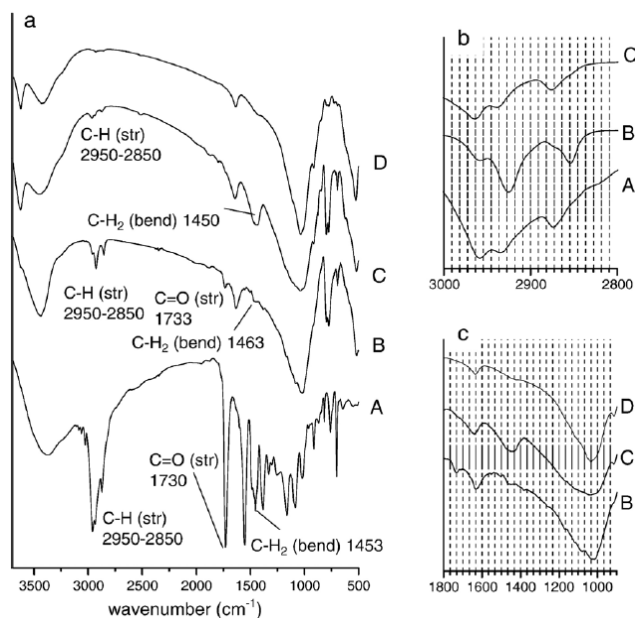 a
C-H (str)
2950-2850
D
C-H₂ (bend) 1450
C
C-H (str)
2950-2850
C=O (str)
1733
C-H₂ (bend) 1463
B
A
C=O (str)
1730
C-H (str)
2950-2850
C-H₂ (bend) 1453
3500 3000 2500 2000 1500 1000 500
wavenumber (cm⁻¹)
b
C
B
A
3000 2900 2800
c
D
C
B
1800 1600 1400 1200 1000